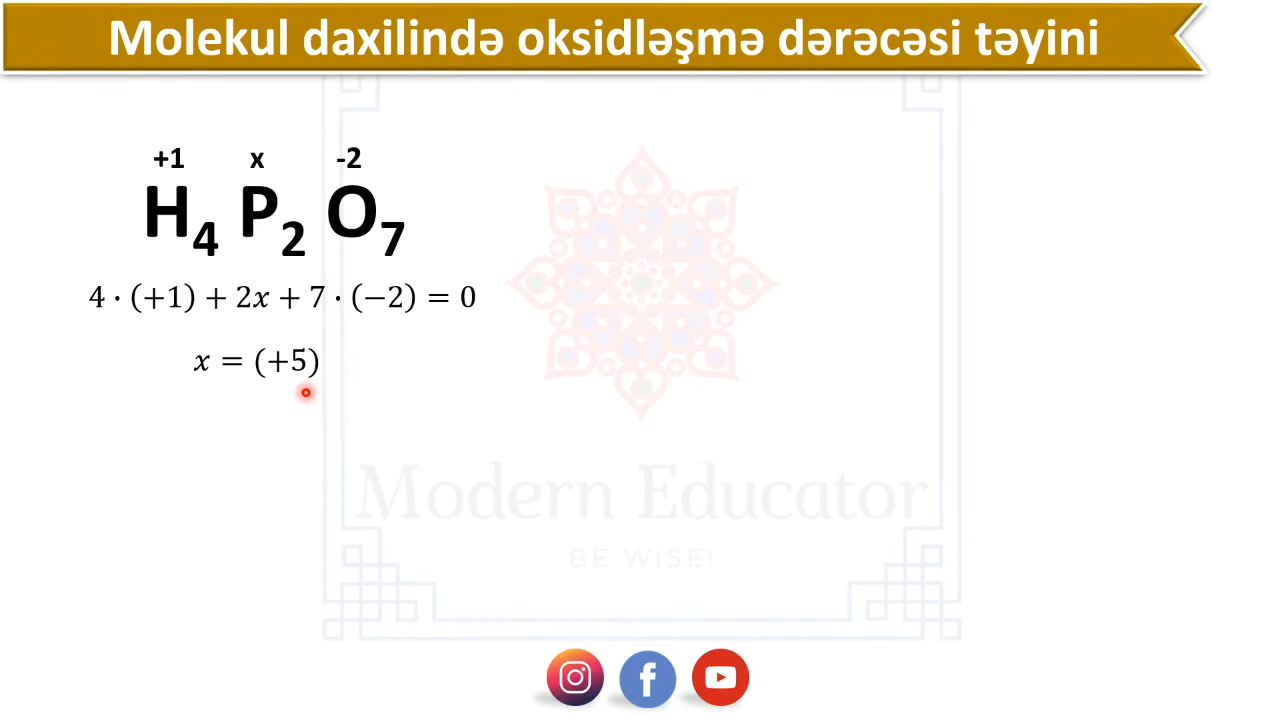 Molekul daxilində oksidləşmə dərəcəsi təyini
+1 x -2
H₄ P₂ O₇
4 · (+1) + 2𝑥 + 7 · (−2) = 0
𝑥 = (+5)
Modern Educator
BE WISE!